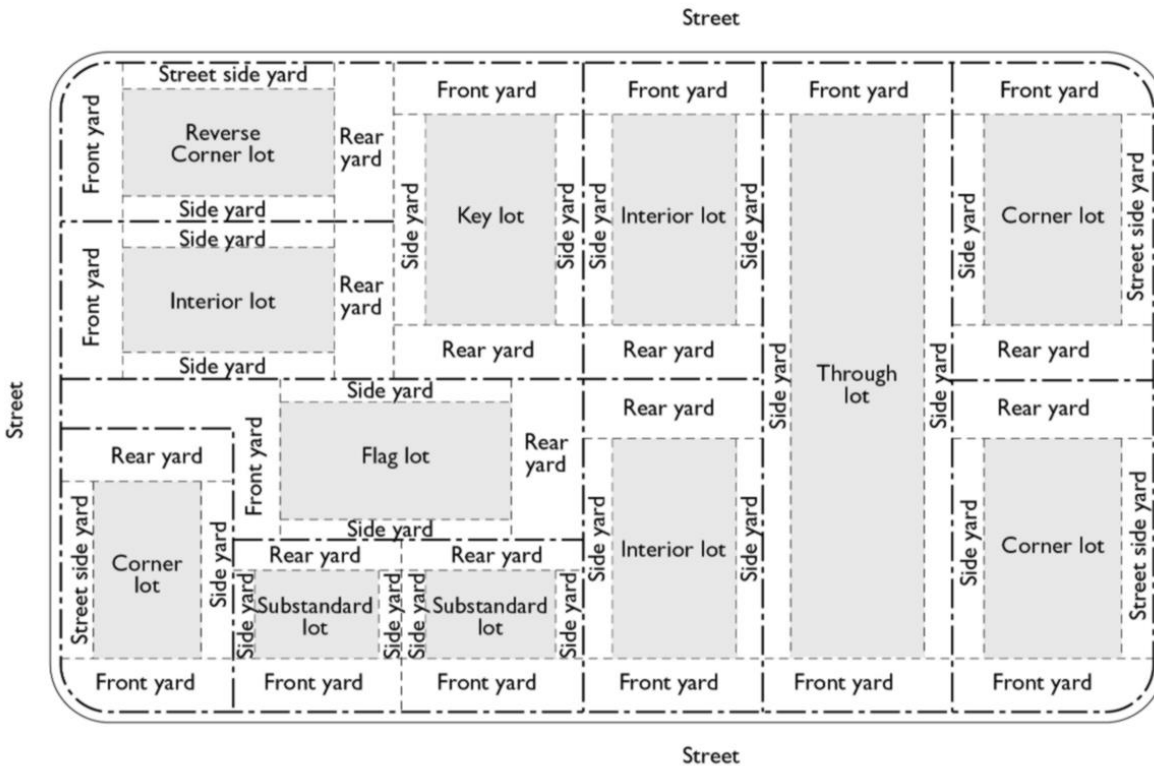 Street
Street side yard
Front yard
Reverse
Corner lot
Rear
yard
Side yard
Front yard
Side yard
Key lot
Side yard
Rear yard
Front yard
Side yard
Interior lot
Side yard
Rear yard
Front yard
Side yard
Through
lot
Side yard
Front yard
Side yard
Corner lot
Street side yard
Rear yard
Side yard
Front yard
Interior lot
Rear
yard
Side yard
Street
Side yard
Front yard
Flag lot
Rear
yard
Side yard
Rear yard
Street side yard
Corner
lot
Side yard
Front yard
Rear yard
Side yard
Substandard
lot
Side yard
Front yard
Rear yard
Side yard
Substandard
lot
Side yard
Front yard
Rear yard
Side yard
Interior lot
Side yard
Front yard
Front yard
Rear yard
Side yard
Corner lot
Street side yard
Front yard
Street